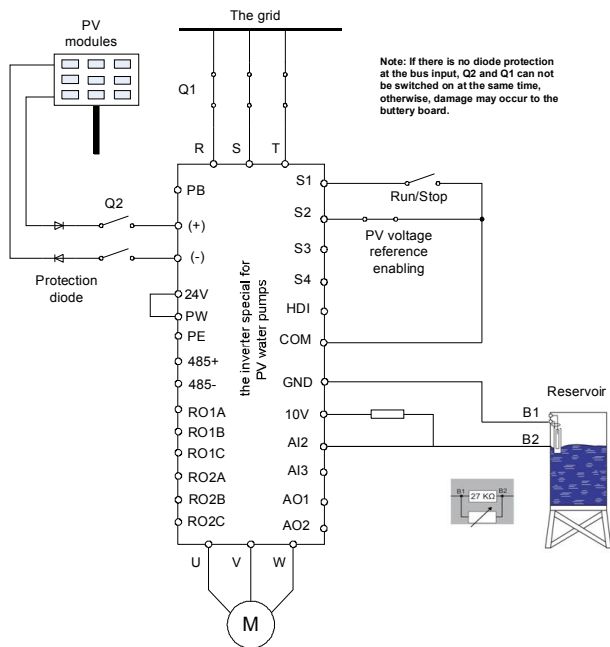 The grid
PV
modules
Note: If there is no diode protection
at the bus input, Q2 and Q1 can not
be switched on at the same time,
otherwise, damage may occur to the
buttery board.
Q1
R
S
T
PB
Q2
(+)
(-)
Protection
diode
24V
PW
PE
485+
485-
RO1A
RO1B
RO1C
RO2A
RO2B
RO2C
the inverter special for
PV water pumps
S1
Run/Stop
S2
PV voltage
reference
enabling
S3
S4
HDI
COM
GND
10V
AI2
AI3
AO1
AO2
Reservoir
B1
B2
B1
27 KΩ
B2
U
V
W
M